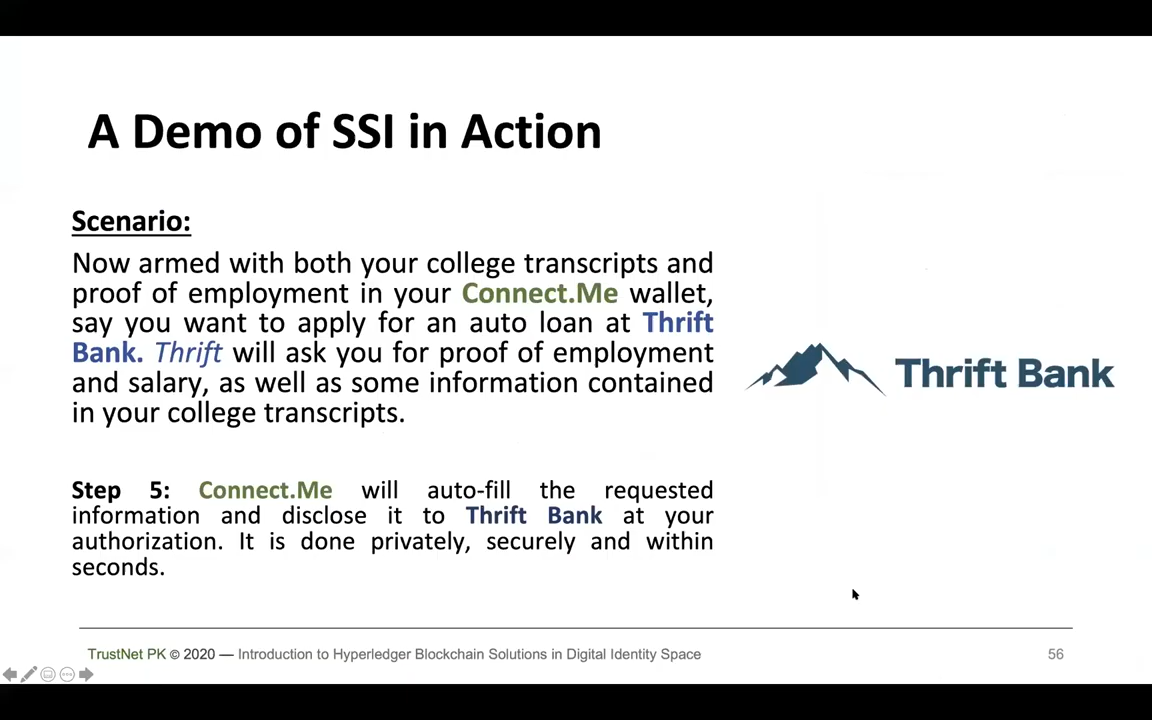 A Demo of SSI in Action
Scenario:
Now armed with both your college transcripts and
proof of employment in your Connect.Me wallet,
say you want to apply for an auto loan at Thrift
Bank. Thrift will ask you for proof of employment
and salary, as well as some information contained
in your college transcripts.
Thrift Bank
Step 5: Connect.Me will auto-fill the requested
information and disclose it to Thrift Bank at your
authorization. It is done privately, securely and within
seconds.
TrustNet PK © 2020 — Introduction to Hyperledger Blockchain Solutions in Digital Identity Space
56